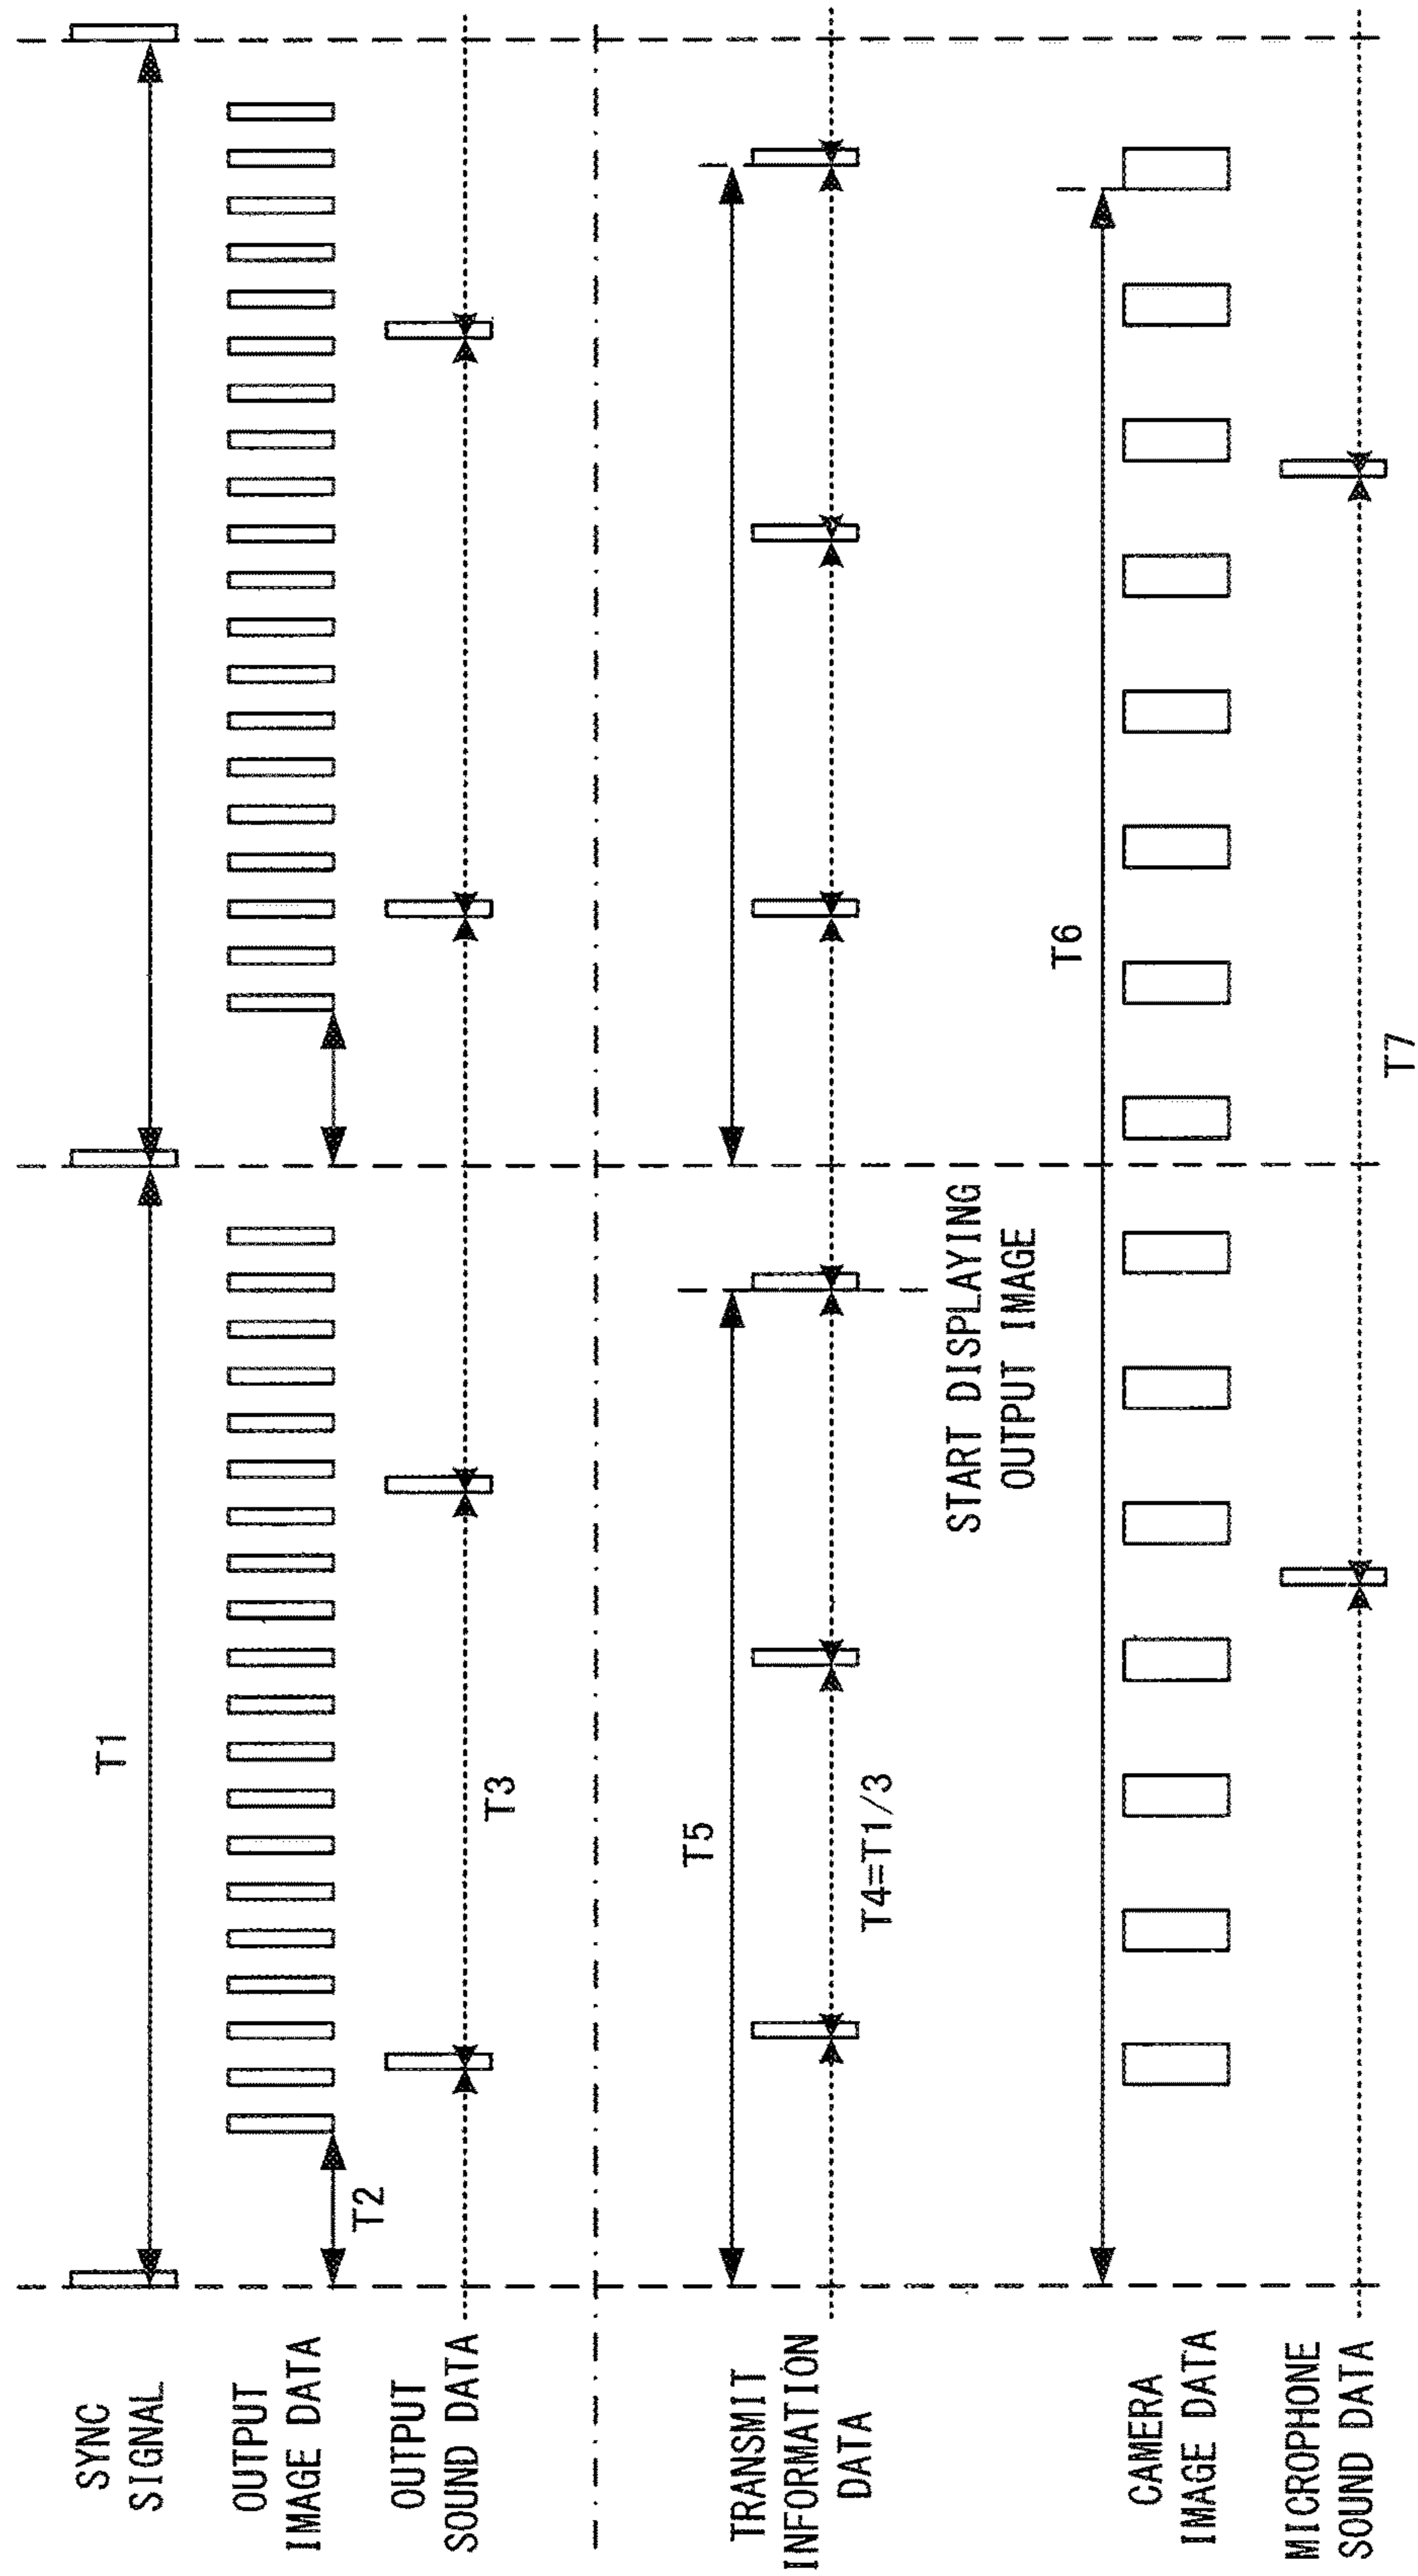 SYNC
SIGNAL
T1
OUTPUT
IMAGE DATA
T2
OUTPUT
SOUND DATA
T3
TRANSMIT
INFORMATION
DATA
T5
T4=T1/3
START DISPLAYING
OUTPUT IMAGE
CAMERA
IMAGE DATA
T6
MICROPHONE
SOUND DATA
T7